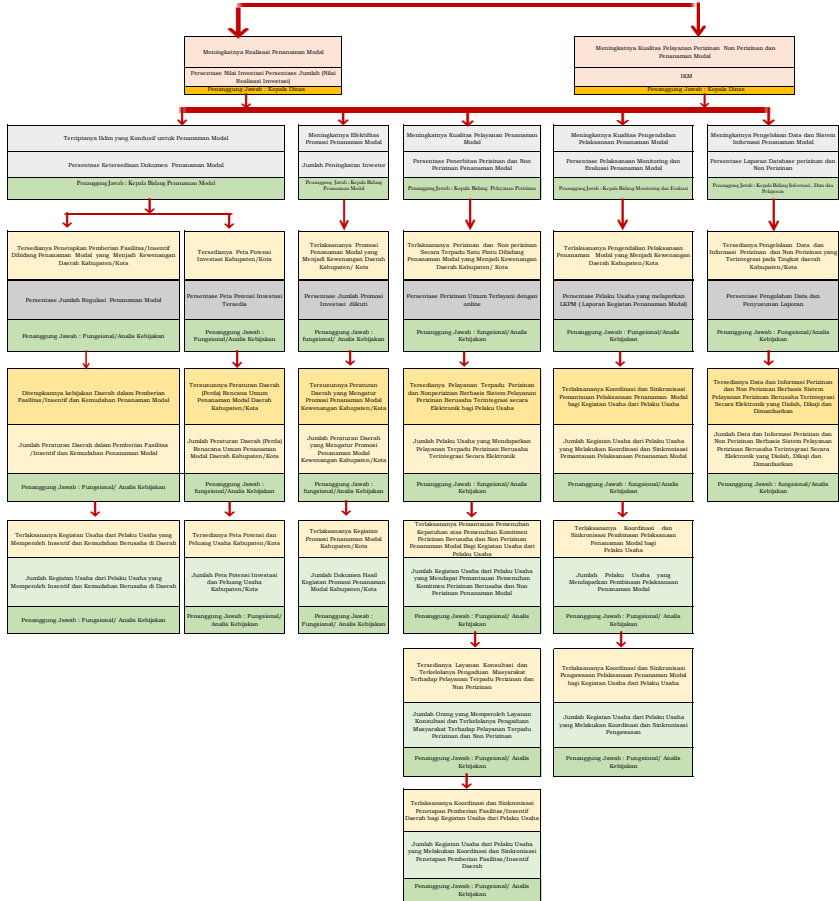 Meningkatnya Realisasi Penanaman Modal
Persentase Nilai Investasi Persentase Jumlah (Nilai
Realisasi Investasi)
Penanggung Jawab : Kepala Dinas
Meningkatnya Kualitas Pelayanan Perizinan Non Perizinan dan
Penanaman Modal
IKM
Penanggung Jawab : Kepala Dinas
Terciptanya Iklim yang Kondusif untuk Penanaman Modal
Persentase Ketersediaan Dokumen Penanaman Modal
Penanggung Jawab : Kepala Bidang Penanaman Modal
Meningkatnya Efektifitas
Promosi Penanaman Modal
Jumlah Peningkatan Investor
Penanggung Jawab : Kepala Bidang
Penanaman Modal
Meningkatnya Kualitas Pelayanan Penanaman
Modal
Persentase Penerbitan Perizinan dan Non
Perizinan Penanaman Modal
Penanggung Jawab : Kepala Bidang Pelayanan Perizinan
Meningkatnya Kualitas Pengendalian
Pelaksanaan Penanaman Modal
Persentase Pelaksanaan Monitoring dan
Evaluasi Penanaman Modal
Penanggung Jawab : Kepala Bidang Monitoring dan Evaluasi
Meningkatnya Pengelolaan Data dan Sistem
Informasi Penanaman Modal
Persentase Laporan Database perizinan dan
Non perizinan
Penanggung Jawab : Kepala Bidang Informasi , Data dan
Pelaporan
Tersedianya Penetapkan Pemberian Fasilitas/Insentif
Dibidang Penanaman Modal yang Menjadi Kewenangan
Daerah Kabupaten/Kota
Persentase Jumlah Regulasi Penanaman Modal
Penanggung Jawab : Fungsional/Analis Kebijakan
Tersedianya Peta Potensi
Investasi Kabupaten/Kota
Persentase Peta Potensi Invastasi
Tersedia
Penanggung Jawab :
Fungsional/Analis Kebijakan
Terlaksananya Promosi
Penanaman Modal yang
Menjadi Kewenangan Daerah
Kabupaten/ Kota
Persentase Jumlah Promosi
Investasi diikuti
Penanggung Jawab :
fungsional/ Analis Kebijakan
Terlaksananya Perizinan dan Non perizinan
Secara Terpadu Satu Pintu Dibidang
Penanaman Modal yang Menjadi Kewenangan
Daerah Kabupaten/ Kota
Persentase Perizinan Umum Terlayani dengan
online
Penanggung Jawab : fungsional/Analis
Kebijakan
Terlaksananya Pengendalian Pelaksanaan
Penanaman Modal yang Menjadi Kewenangan
Daerah Kabupaten/Kota
Persentase Pelaku Usaha yang melaporkan
LKPM ( Laporan Kegiatan Penanaman Modal)
Penanggung Jawab : Fungsional/Analis
Kebijakan
Tersedianya Pengelolaan Data dan
Informasi Perizinan dan Non Perizinan yang
Terintegrasi pada Tingkat daerah
Kabupaten/Kota
Persentase Pengolahan Data dan
Penyusunan Laporan
Penanggung Jawab : Fungsional/Analis
Kebijakan
Ditetapkannya kebijakan Daerah dalam Pemberian
Fasilitas/Insentif dan Kemudahan Penanaman Modal
Jumlah Peraturan Daerah dalam Pemberian Fasilitas
/Insentif dan Kemudahan Penanaman Modal
Penanggung Jawab : Fungsional/ Analis Kebijakan
Tersusunnya Peraturan Daerah
(Perda) Rencana Umum
Penanaman Modal Daerah
Kabupaten/Kota
Jumlah Peraturan Daerah (Perda)
Renacana Umum Penanaman
Modal Daerah Kabupaten/Kota
Penanggung Jawab :
fungsional/Analis Kebijakan
Tersusunnya Peraturan
Daerah yang Mengatur
Promosi Penanaman Modal
Kewenangan Kabupaten/Kota
Jumlah Peraturan Daerah
yang Mengatur Promosi
Penanaman Modal
Kewenangan Kabupaten/Kota
Penanggung Jawab :
fungsional/Analis Kebijakan
Tersedianya Pelayanan Terpadu Perizinan
dan Nonperizinan Berbasis Sistem Pelayanan
Perizinan Berusaha Terintegrasi secara
Elektronik bagi Pelaku Usaha
Jumlah Pelaku Usaha yang Mendapatkan
Pelayanan Terpadu Perizinan Berusaha
Terintegrasi Secara Elektronik
Penanggung Jawab : Fungsional/Analis
Kebijakan
Terlaksananya Koordinasi dan Sinkronisasi
Pemantauan Pelaksanaan Penanaman Modal
bagi Kegiatan Usaha dari Pelaku Usaha
Jumlah Kegiatan Usaha dari Pelaku Usaha
yang Melakukan Koordinasi dan Sinkronisasi
Pemantauan Pelaksanaan Penanaman Modal
Penanggung Jawab : Fungsional/ Analis
Kebijakan
Tersedianya Data dan Informasi Perizinan
dan Non Perizinan Berbasis Sistem
Pelayanan Perizinan Berusaha Terintegrasi
Secara Elektronik yang Diolah, Dikaji dan
Dimanfaatkan
Jumlah Data dan Informasi Perizinan dan
Non Perizinan Berbasis Sistem Pelayanan
Perizinan Berusaha Terintegrasi Secara
Elektronik yang Diolah, Dikaji dan
Dimanfaatkan
Penanggung Jawab : fungsional/Analis
Kebijakan
Terlaksananya Kegiatan Usaha dari Pelaku Usaha yang
Memperoleh Insentif dan Kemudahan Berusaha di Daerah
Jumlah Kegiatan Usaha dari Pelaku Usaha yang
Memperoleh Insentif dan Kemudahan Berusaha di Daerah
Penanggung Jawab : Fungsional/ Analis Kebijakan
Tersedianya Peta Potensi dan
Peluang Usaha Kabupaten/Kota
Jumlah Peta Potensi Investasi
dan Peluang Usaha
Kabupaten/Kota
Penanggung Jawab : Fungsional/
Analis Kebijakan
Terlaksananya Kegiatan
Promosi Penanaman Modal
Kabupaten/Kota
Jumlah Dokumen Hasil
Kegiatan Promosi Penanaman
Modal Kabupaten/Kota
Penanggung Jawab :
Fungsional/ Analis Kebijakan
Terlaksananya Pemantauan Pemenuhan
Kepatuhan atas Pemenuhan Komitmen
Perizinan Berusaha dan Non Perizinan
Penanaman Modal Bagi Kegiatan Usaha dari
Pelaku Usaha
Jumlah Kegiatan Usaha dari Pelaku Usaha
yang Mendapat Pemantauan Pemenuhan
Komitmen Perizinan Berusaha dan Non
Perizinan Penanaman Modal
Penanggung Jawab : Fungsional/ Analis
Kebijakan
Terlaksananya Koordinasi dan
Sinkronisasi Pembinaan Pelaksanaan
Penanaman Modal bagi
Pelaku Usaha
Jumlah Pelaku Usaha yang
Mendapatkan Pembinaan Pelaksanaan
Penanaman Modal
Penanggung Jawab : Fungsional/ Analis
Kebijakan
Tersedianya Layanan Konsultasi dan
Terkelolanya Pengaduan Masyarakat
Terhadap Pelayanan Terpadu Perizinan dan
Non Perizinan
Jumlah Orang yang Memperoleh Layanan
Konsultasi dan Terkelolanya Pengaduan
Masyarakat Terhadap Pelayanan Terpadu
Perizinan dan Non Perizinan
Penanggung Jawab : Fungsional/ Analis
Kebijakan
Terlaksananya Koordinasi dan Sinkronisasi
Pengawasan Pelaksanaan Penanaman Modal
bagi Kegiatan Usaha dari Pelaku Usaha
Jumlah Kegiatan Usaha dari Pelaku Usaha
yang Melakukan Koordinasi dan Sinkronisasi
Pengawasan
Penanggung Jawab : Fungsional/ Analis
Kebijakan
Terlaksananya Koordinasi dan Sinkronisasi
Penetapan Pemberian Fasilitas/Insentif
Daerah bagi Kegiatan Usaha dari Pelaku Usaha
Jumlah Kegiatan Usaha dari Pelaku Usaha
yang Melakukan Koordinasi dan Sinkronisasi
Penetapan Pemberian Fasilitas/Insentif
Daerah
Penanggung Jawab : Fungsional/ Analis
Kebijakan